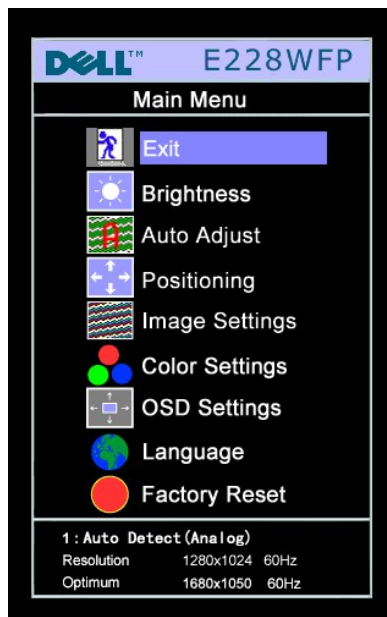 DELL™ E228WFP
Main Menu
Exit
Brightness
Auto Adjust
Positioning
Image Settings
Color Settings
OSD Settings
Language
Factory Reset
1:Auto Detect(Analog)
Resolution 1280x1024 60Hz
Optimum 1680x1050 60Hz